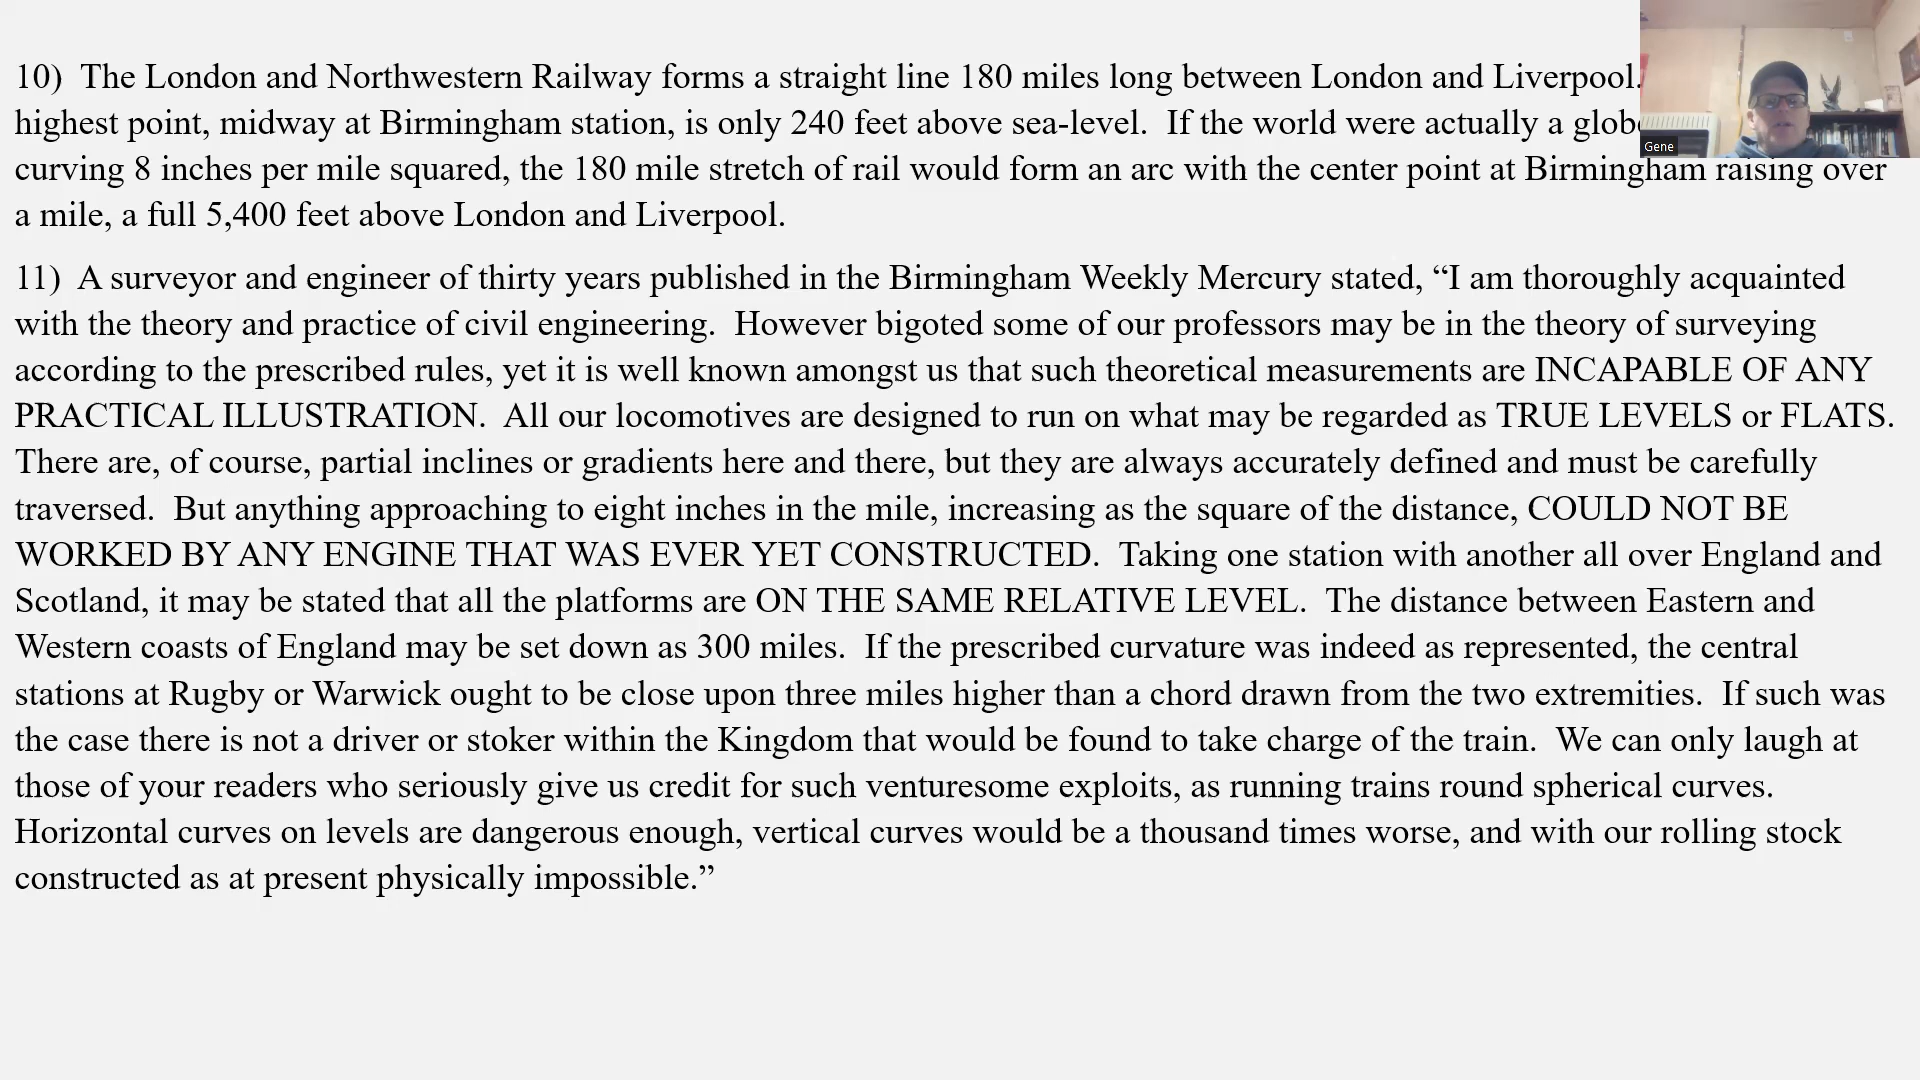 10)  The London and Northwestern Railway forms a straight line 180 miles long between London and Liverpool.
highest point, midway at Birmingham station, is only 240 feet above sea-level.  If the world were actually a globe
curving 8 inches per mile squared, the 180 mile stretch of rail would form an arc with the center point at Birmingham raising over
a mile, a full 5,400 feet above London and Liverpool.
11)  A surveyor and engineer of thirty years published in the Birmingham Weekly Mercury stated, “I am thoroughly acquainted
with the theory and practice of civil engineering.  However bigoted some of our professors may be in the theory of surveying
according to the prescribed rules, yet it is well known amongst us that such theoretical measurements are INCAPABLE OF ANY
PRACTICAL ILLUSTRATION.  All our locomotives are designed to run on what may be regarded as TRUE LEVELS or FLATS.
There are, of course, partial inclines or gradients here and there, but they are always accurately defined and must be carefully
traversed.  But anything approaching to eight inches in the mile, increasing as the square of the distance, COULD NOT BE
WORKED BY ANY ENGINE THAT WAS EVER YET CONSTRUCTED.  Taking one station with another all over England and
Scotland, it may be stated that all the platforms are ON THE SAME RELATIVE LEVEL.  The distance between Eastern and
Western coasts of England may be set down as 300 miles.  If the prescribed curvature was indeed as represented, the central
stations at Rugby or Warwick ought to be close upon three miles higher than a chord drawn from the two extremities.  If such was
the case there is not a driver or stoker within the Kingdom that would be found to take charge of the train.  We can only laugh at
those of your readers who seriously give us credit for such venturesome exploits, as running trains round spherical curves.
Horizontal curves on levels are dangerous enough, vertical curves would be a thousand times worse, and with our rolling stock
constructed as at present physically impossible.”
Gene